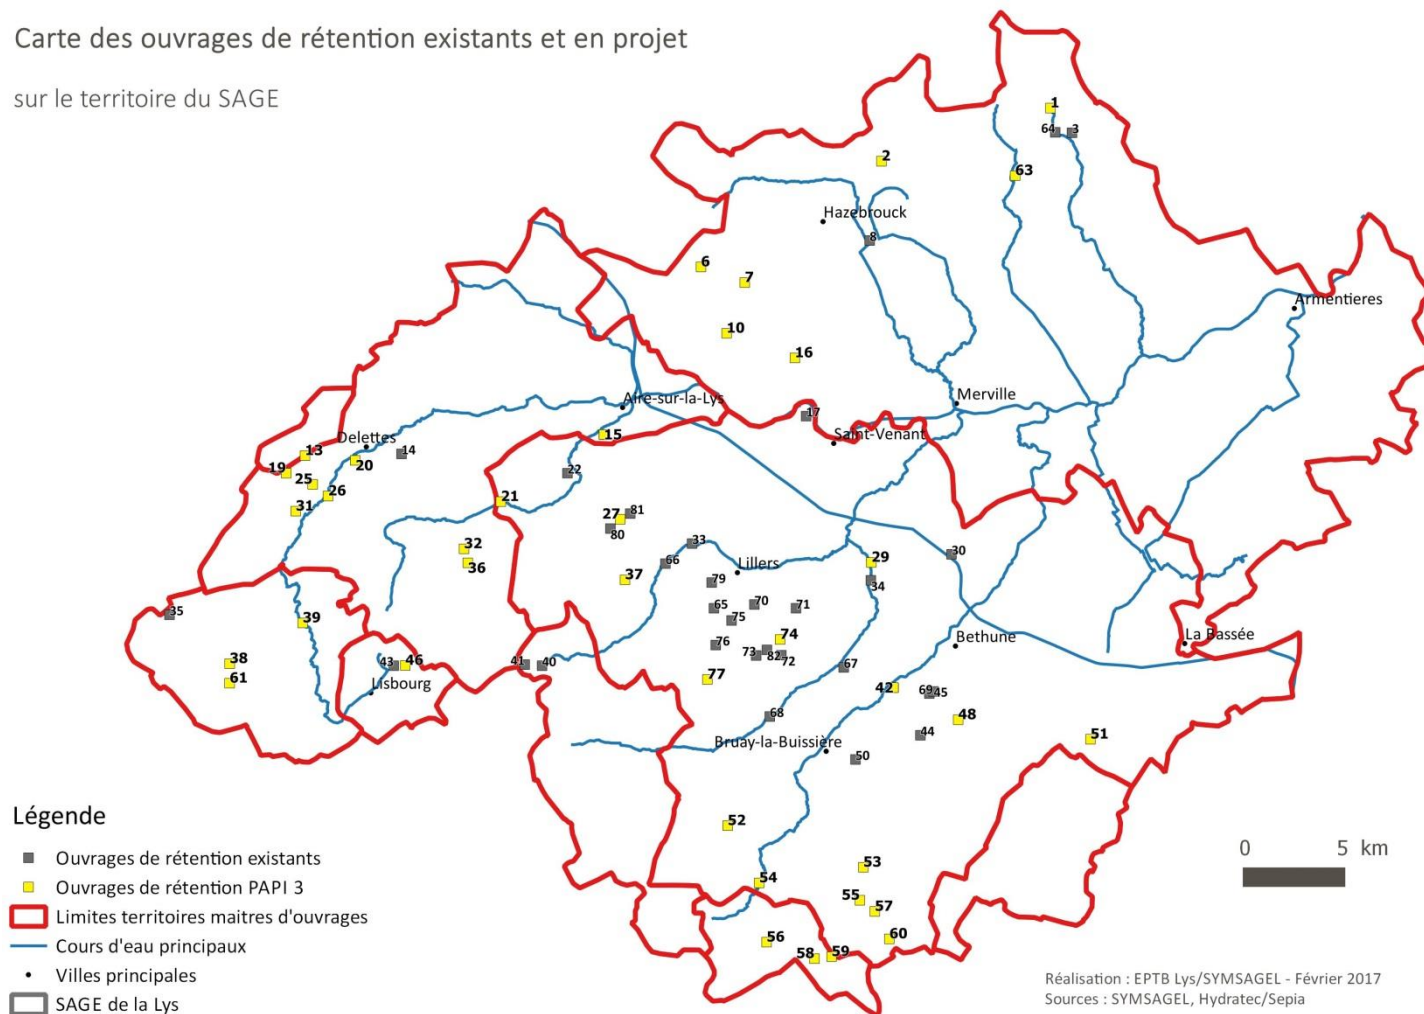 Carte des ouvrages de rétention existants et en projet
sur le territoire du SAGE
1
64 3
2
63
Hazebrouck
8
6
7
Armentieres
10
16
Aire-sur-la-Lys
Merville
17
15
Saint-Venant
Delettes
13
14
20
19
22
25
26
21
31
27 81
80
33
32
30
29
66
36
Lillers
37
79
34
35
65
70
71
75
39
74
76
Bethune
La Bassée
73 82 72
38
43 46
41 40
67
61
77
Lisbourg
42
69 45
68
48
44
51
Bruay-la-Buissière
50
52
53
54
55
57
56
60
58 59
Légende
Ouvrages de rétention existants
Ouvrages de rétention PAPI 3
Limites territoires maitres d'ouvrages
Cours d'eau principaux
Villes principales
SAGE de la Lys
0 5 km
Réalisation : EPTB Lys/SYMSAGEL - Février 2017
Sources : SYMSAGEL, Hydratec/Sepia